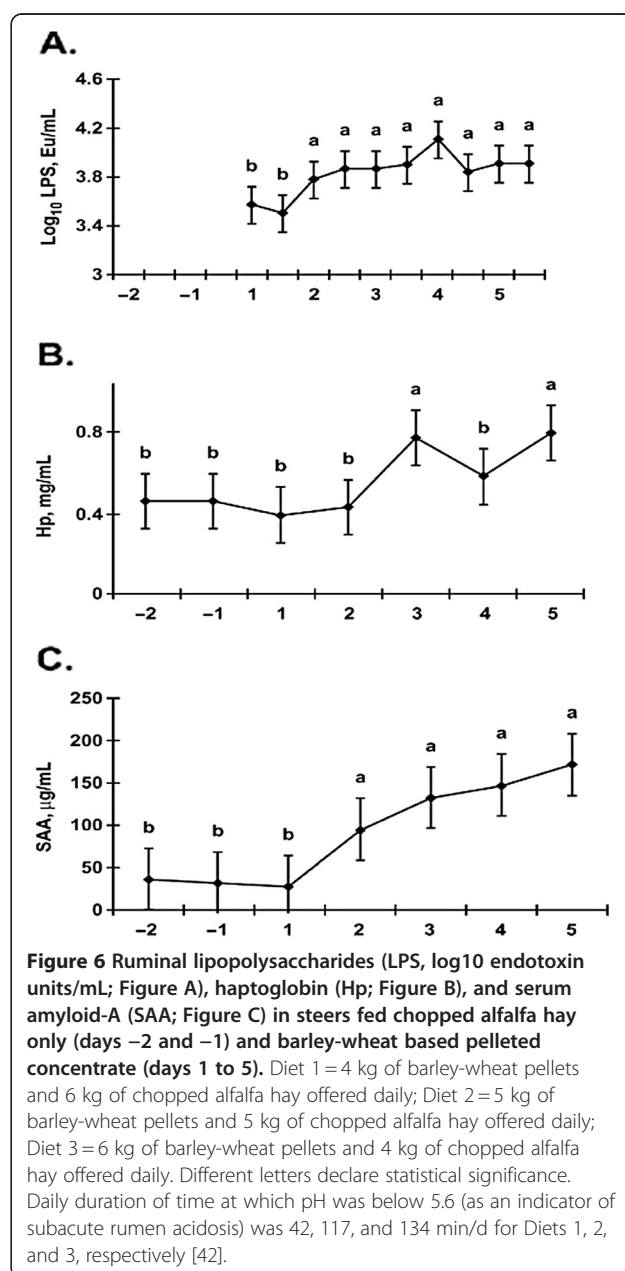 A.
4.6
4.2
3.8
3.4
3
Log10 LPS, Eu/mL
b b a a a a a a a a
−2 −1 1 2 3 4 5
B.
0.8
0.4
0
Hp, mg/mL
b b b b a b a
−2 −1 1 2 3 4 5
C.
250
200
150
100
50
0
SAA, µg/mL
b b b a a a a
−2 −1 1 2 3 4 5
Figure 6 Ruminal lipopolysaccharides (LPS, log10 endotoxin
units/mL; Figure A), haptoglobin (Hp; Figure B), and serum
amyloid-A (SAA; Figure C) in steers fed chopped alfalfa hay
only (days −2 and −1) and barley-wheat based pelleted
concentrate (days 1 to 5). Diet 1 = 4 kg of barley-wheat pellets
and 6 kg of chopped alfalfa hay offered daily; Diet 2 = 5 kg of
barley-wheat pellets and 5 kg of chopped alfalfa hay offered daily;
Diet 3 = 6 kg of barley-wheat pellets and 4 kg of chopped alfalfa
hay offered daily. Different letters declare statistical significance.
Daily duration of time at which pH was below 5.6 (as an indicator of
subacute rumen acidosis) was 42, 117, and 134 min/d for Diets 1, 2,
and 3, respectively [42].